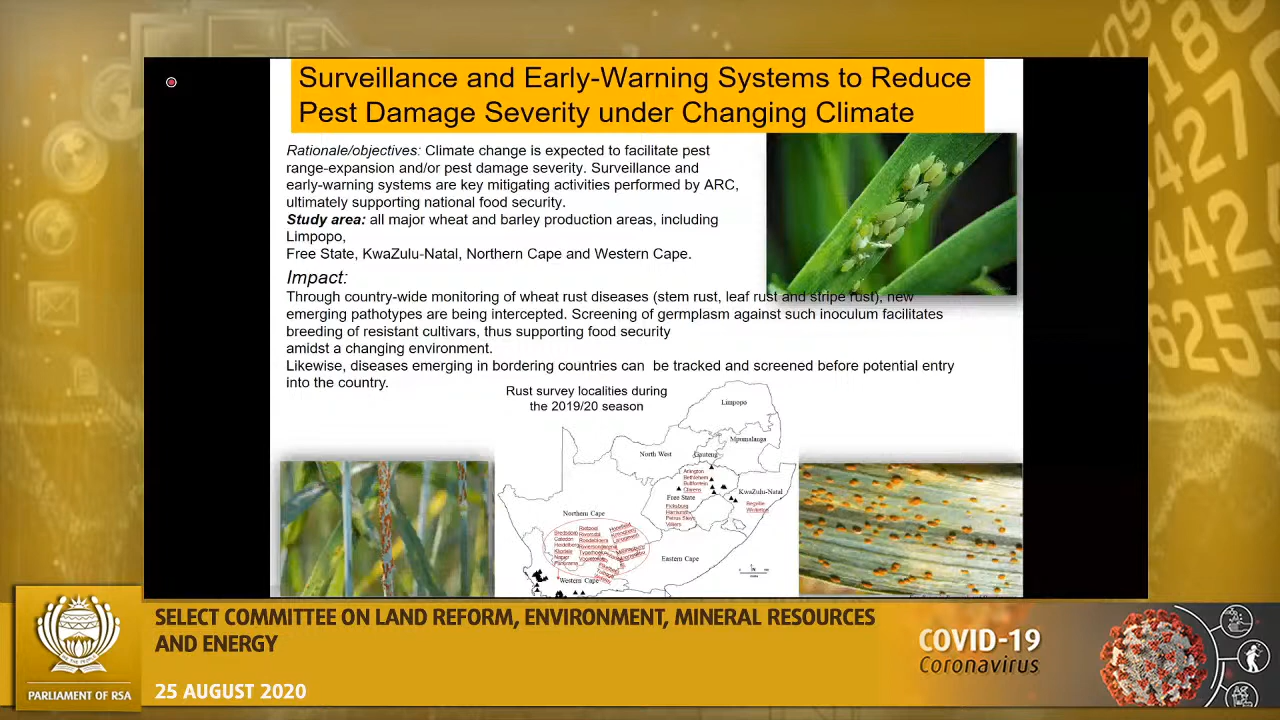 Surveillance and Early-Warning Systems to Reduce
Pest Damage Severity under Changing Climate
Rationale/objectives: Climate change is expected to facilitate pest
range-expansion and/or pest damage severity. Surveillance and
early-warning systems are key mitigating activities performed by ARC,
ultimately supporting national food security.
Study area: all major wheat and barley production areas, including
Limpopo,
Free State, KwaZulu-Natal, Northern Cape and Western Cape.
Impact:
Through country-wide monitoring of wheat rust diseases (stem rust, leaf rust and stripe rust), new
emerging pathotypes are being intercepted. Screening of germplasm against such inoculum facilitates
breeding of resistant cultivars, thus supporting food security
amidst a changing environment.
Likewise, diseases emerging in bordering countries can be tracked and screened before potential entry
into the country.
Rust survey localities during
the 2019/20 season
Limpopo
Mpumalanga
North West
Gauteng
Arlington
Bethlehem
Clarens
Free State
KwaZulu-Natal
Northern Cape
Eastern Cape
Western Cape
SELECT COMMITTEE ON LAND REFORM, ENVIRONMENT, MINERAL RESOURCES
AND ENERGY
25 AUGUST 2020
PARLIAMENT OF RSA
COVID-19
Coronavirus